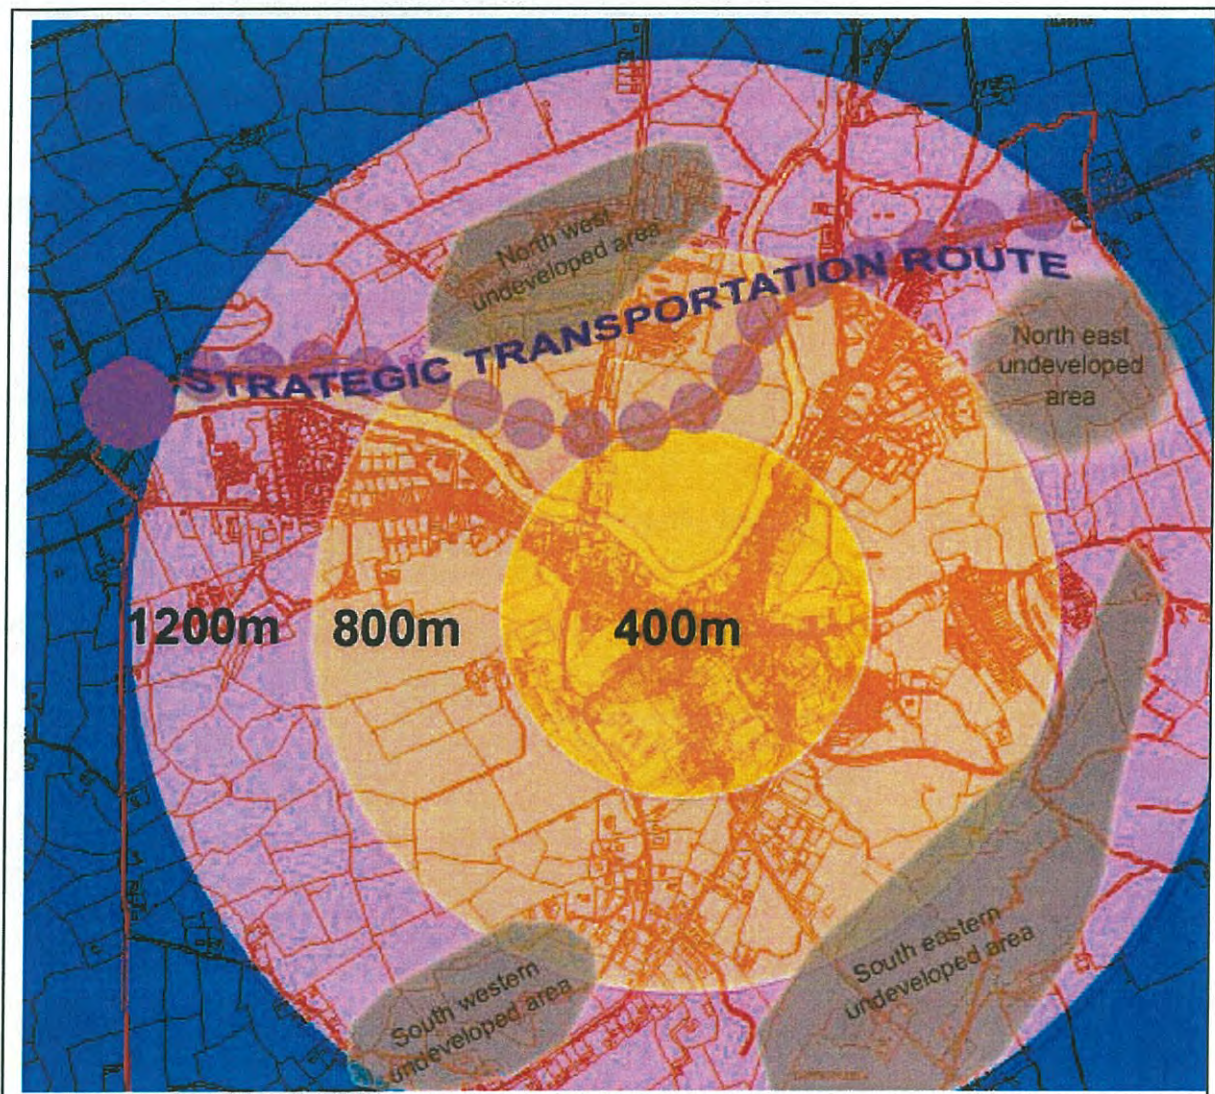 North west
undeveloped area
STRATEGIC TRANSPORTATION ROUTE
North east
undeveloped
area
1200m
800m
400m
South western
undeveloped area
South eastern
undeveloped area